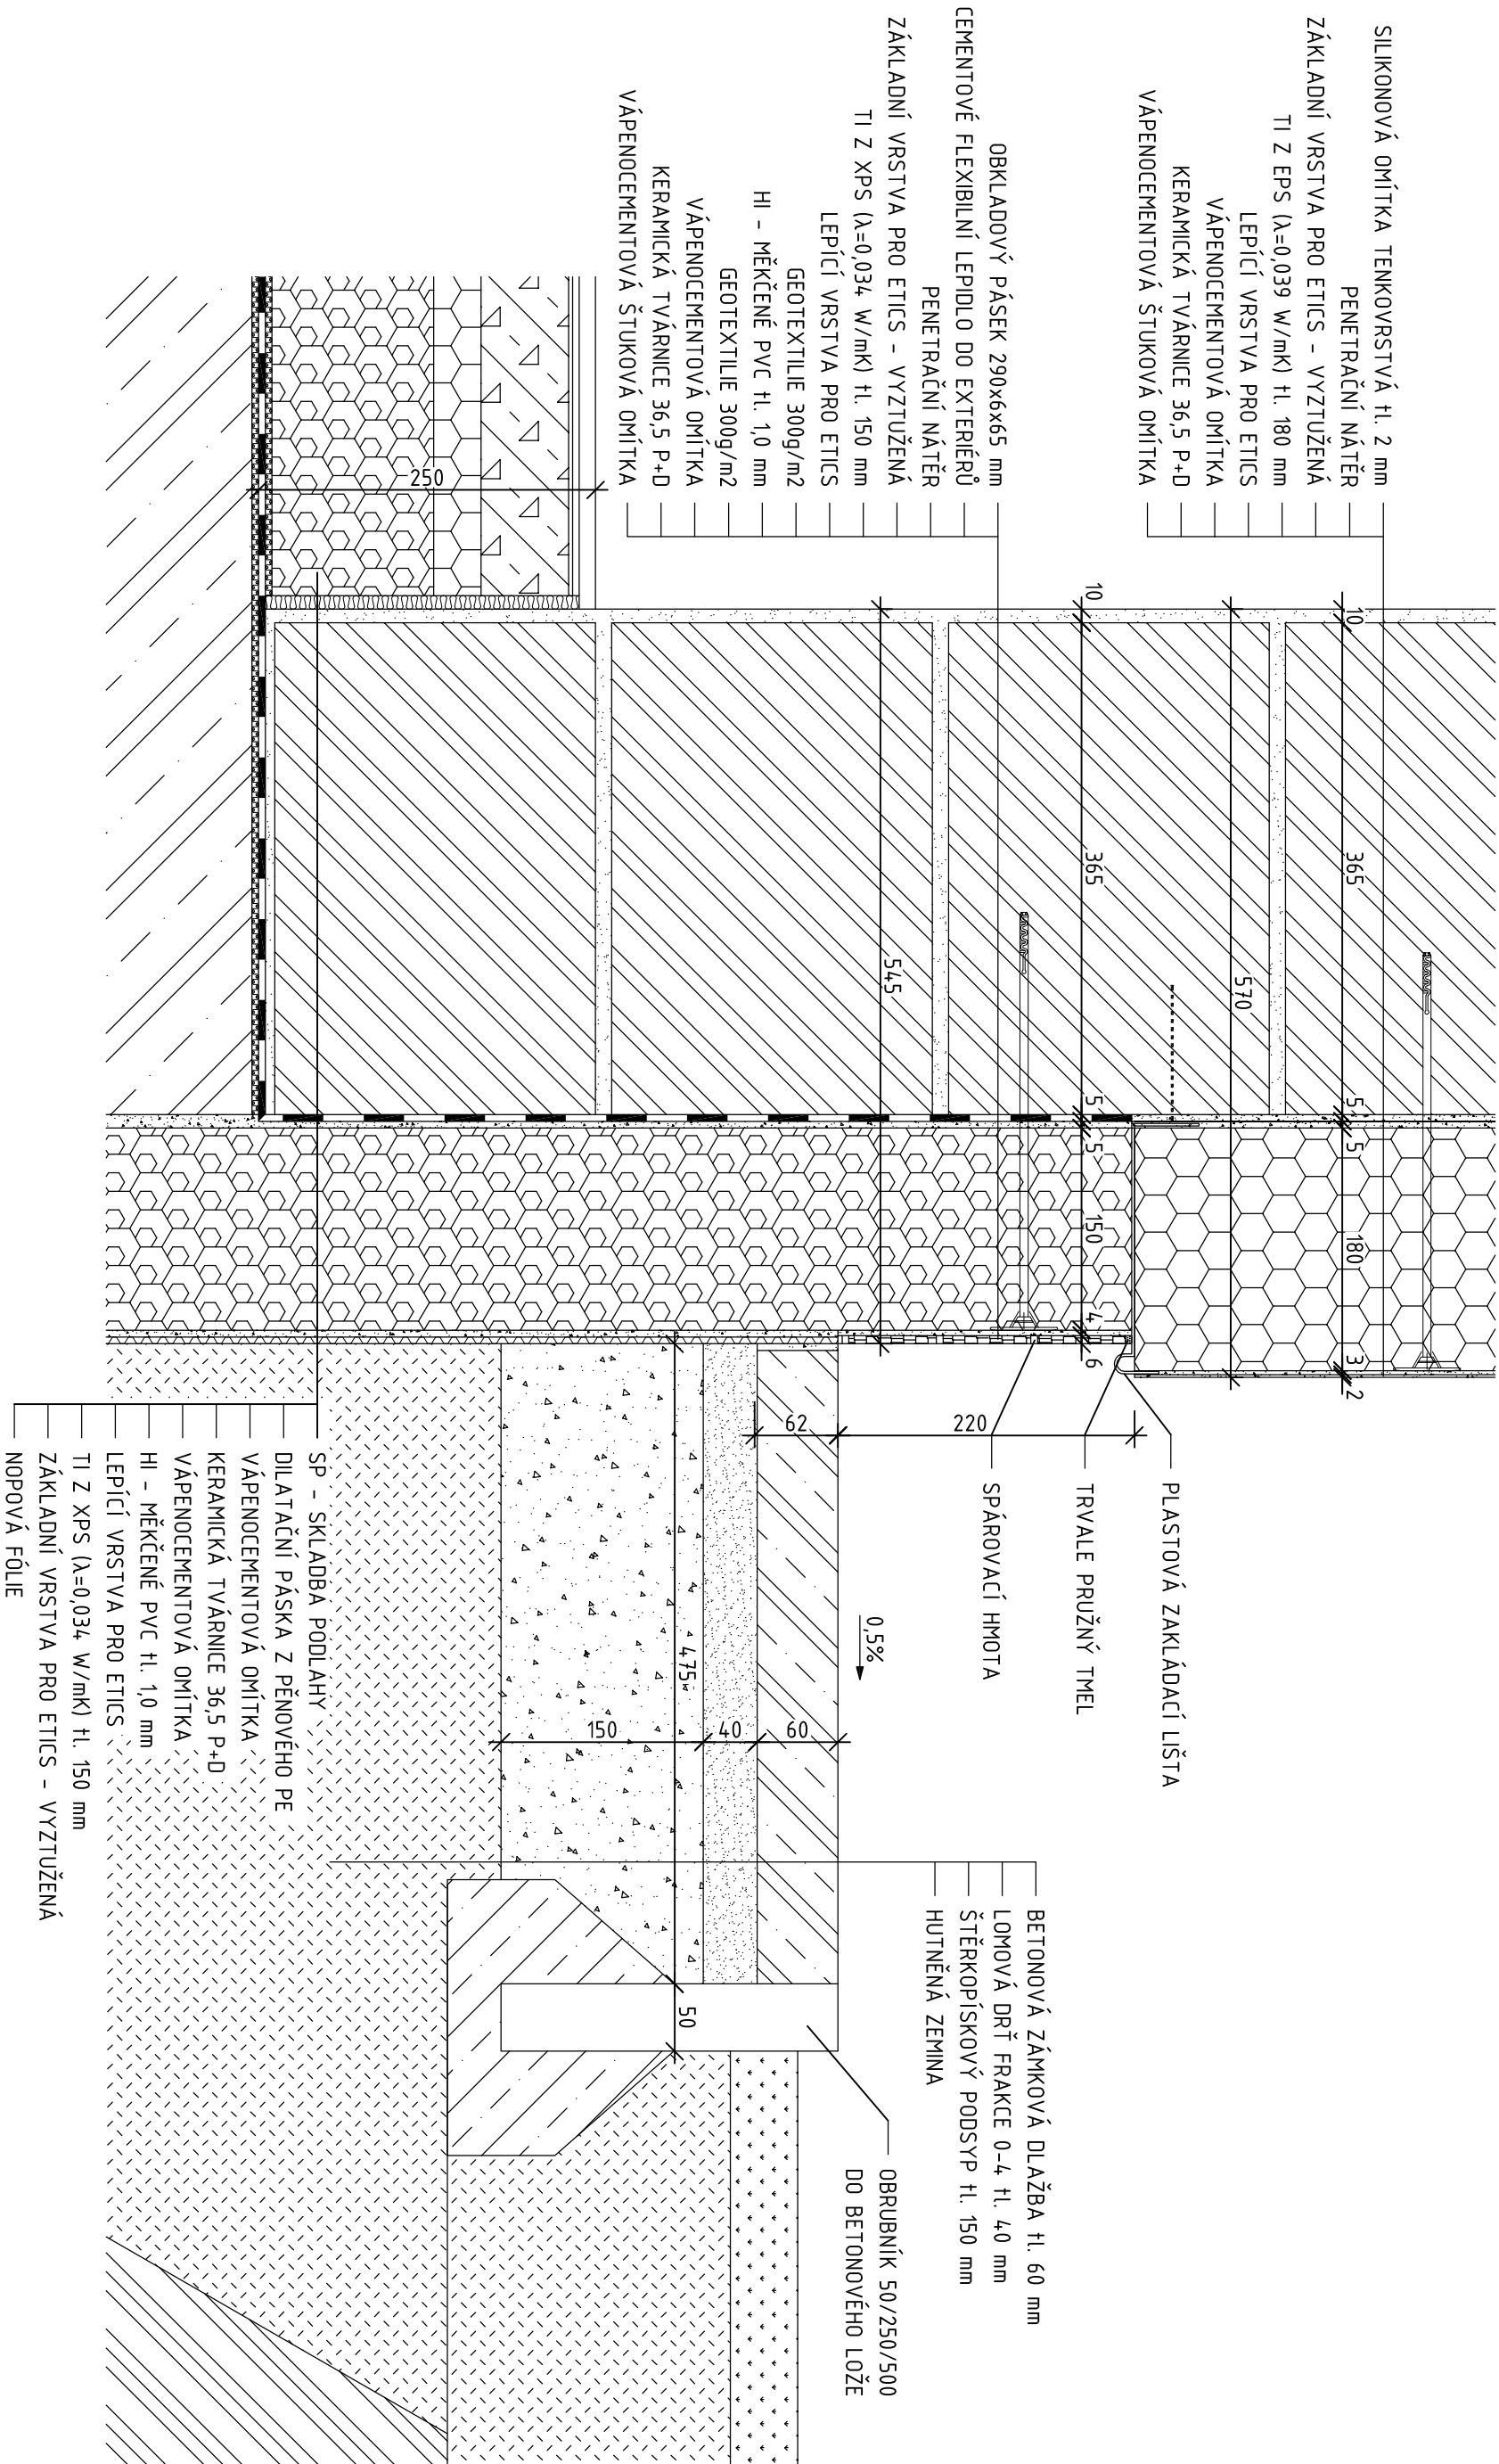 SILIKONOVÁ OMÍTKA TENKOVRSTVÁ tl. 2 mm
PENETRAČNÍ NÁTĚR
ZÁKLADNÍ VRSTVA PRO ETICS - VYZTUŽENÁ
TI Z EPS (λ=0,039 W/mK) tl. 180 mm
LEPÍCÍ VRSTVA PRO ETICS
VÁPENOCEMENTOVÁ OMÍTKA
KERAMICKÁ TVÁRNICE 36,5 P+D
VÁPENOCEMENTOVÁ ŠTUKOVÁ OMÍTKA
10
365
5
5
180
3
2
570
10
365
5
5
150
4
6
545
OBKLADOVÝ PÁSEK 290x6x65 mm
CEMENTOVÉ FLEXIBILNÍ LEPIDLO DO EXTERIÉRŮ
PENETRAČNÍ NÁTĚR
ZÁKLADNÍ VRSTVA PRO ETICS - VYZTUŽENÁ
TI Z XPS (λ=0,034 W/mK) tl. 150 mm
LEPÍCÍ VRSTVA PRO ETICS
GEOTEXTILIE 300g/m2
HI - MĚKČENÉ PVC tl. 1,0 mm
GEOTEXTILIE 300g/m2
VÁPENOCEMENTOVÁ OMÍTKA
KERAMICKÁ TVÁRNICE 36,5 P+D
VÁPENOCEMENTOVÁ ŠTUKOVÁ OMÍTKA
250
PLASTOVÁ ZAKLÁDACÍ LIŠTA
TRVALE PRUŽNÝ TMEL
SPÁROVACÍ HMOTA
220
62
0,5%
60
40
150
475
50
BETONOVÁ ZÁMKOVÁ DLAŽBA tl. 60 mm
LOMOVÁ DRŤ FRAKCE 0-4 tl. 40 mm
ŠTĚRKOPÍSKOVÝ PODSYP tl. 150 mm
HUTNĚNÁ ZEMINA
OBRUBNÍK 50/250/500
DO BETONOVÉHO LOŽE
SP - SKLADBA PODLAHY
DILATAČNÍ PÁSKA Z PĚNOVÉHO PE
VÁPENOCEMENTOVÁ OMÍTKA
KERAMICKÁ TVÁRNICE 36,5 P+D
VÁPENOCEMENTOVÁ OMÍTKA
HI - MĚKČENÉ PVC tl. 1,0 mm
LEPÍCÍ VRSTVA PRO ETICS
TI Z XPS (λ=0,034 W/mK) tl. 150 mm
ZÁKLADNÍ VRSTVA PRO ETICS - VYZTUŽENÁ
NOPOVÁ FÓLIE